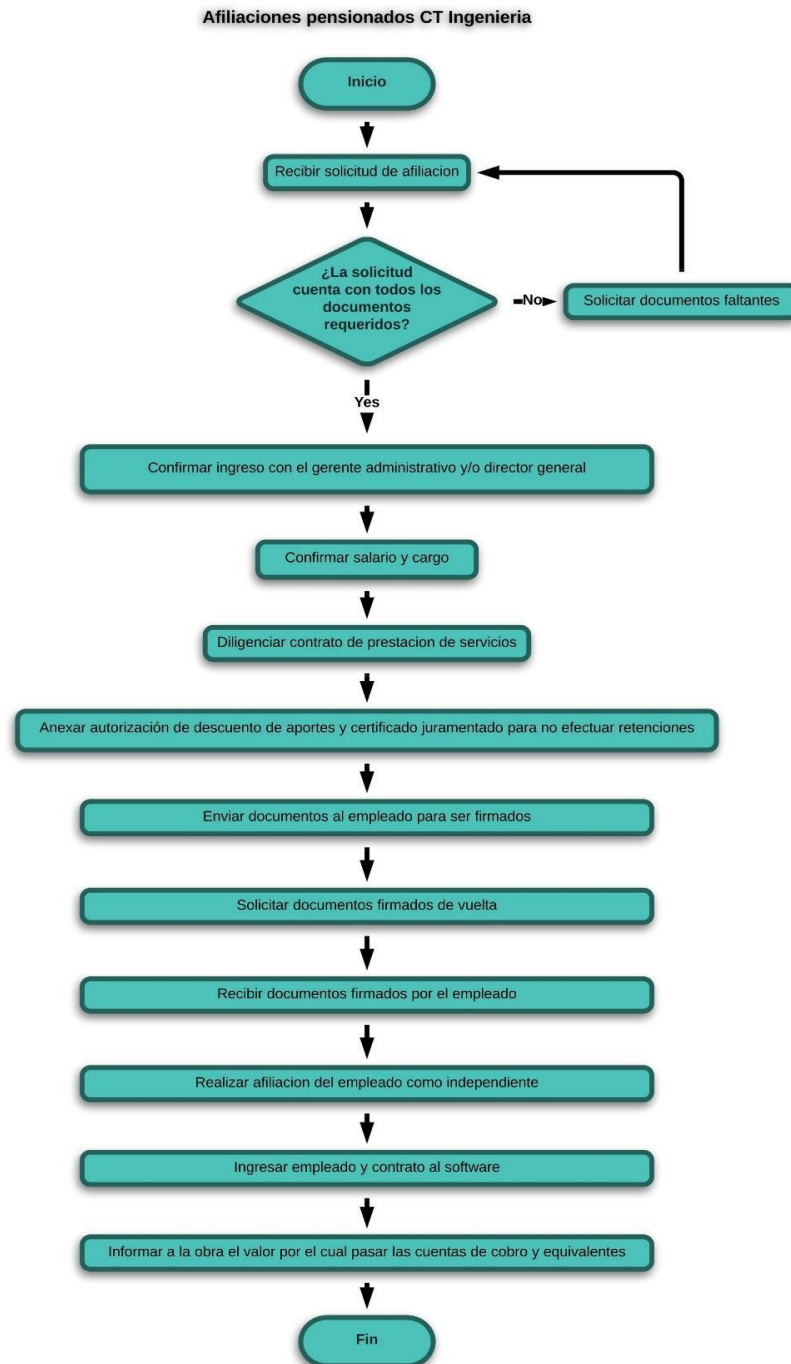 Afiliaciones pensionados CT Ingenieria
Inicio
Recibir solicitud de afiliacion
¿La solicitud
cuenta con todos los
documentos
requeridos?
No
Solicitar documentos faltantes
Yes
Confirmar ingreso con el gerente administrativo y/o director general
Confirmar salario y cargo
Diligenciar contrato de prestacion de servicios
Anexar autorización de descuento de aportes y certificado juramentado para no efectuar retenciones
Enviar documentos al empleado para ser firmados
Solicitar documentos firmados de vuelta
Recibir documentos firmados por el empleado
Realizar afiliacion del empleado como independiente
Ingresar empleado y contrato al software
Informar a la obra el valor por el cual pasar las cuentas de cobro y equivalentes
Fin